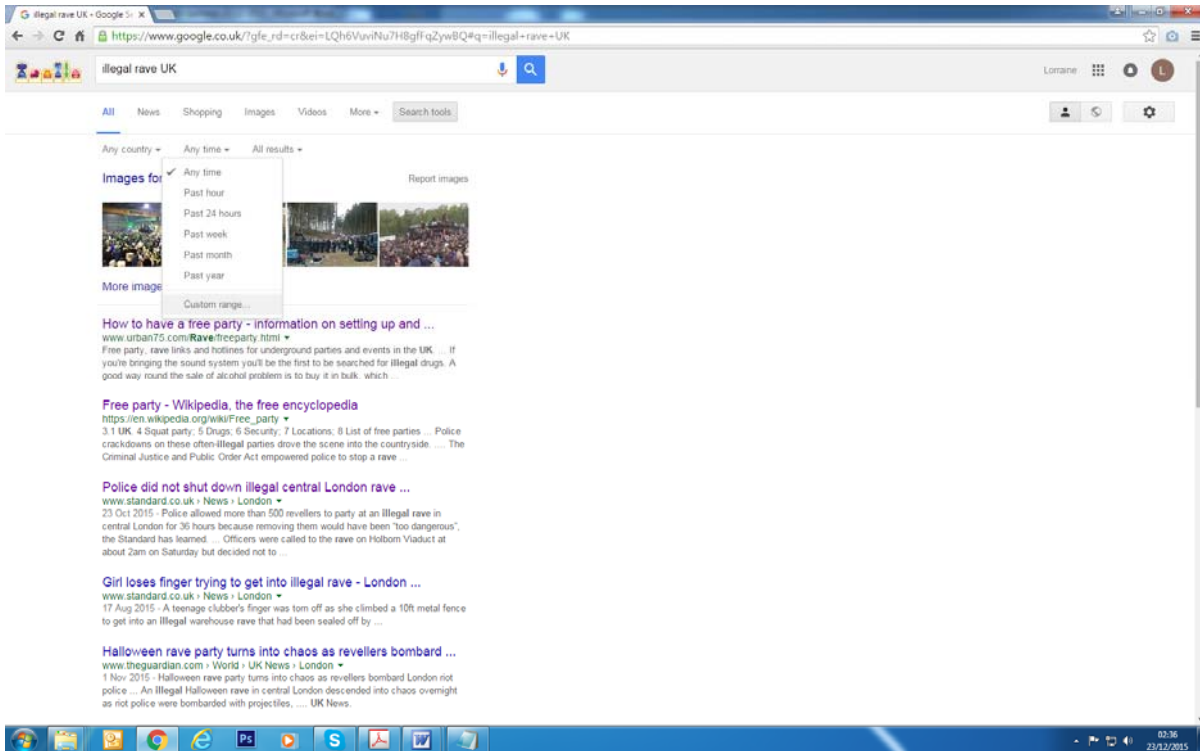 illegal rave UK - Google Se
https://www.google.co.uk/?gfe_rd=cr&ei=LQh6VuviNu7H8gfFqZywBQ#q=illegal+rave+UK
illegal rave UK
Lorraine
L
All News Shopping Images Videos More Search tools
Any country Any time All results
Any time
Past hour
Past 24 hours
Past week
Past month
Past year
Custom range...
Images for
Report images
More image
How to have a free party - information on setting up and ...
www.urban75.com/Rave/freeparty.html
Free party, rave links and hotlines for underground parties and events in the UK. ... If
you're bringing the sound system you'll be the first to be searched for illegal drugs. A
good way round the sale of alcohol problem is to buy it in bulk. which ...
Free party - Wikipedia, the free encyclopedia
https://en.wikipedia.org/wiki/Free_party
3.1 UK. 4 Squat party; 5 Drugs; 6 Security; 7 Locations; 8 List of free parties ... Police
crackdowns on these often-illegal parties drove the scene into the countryside. .... The
Criminal Justice and Public Order Act empowered police to stop a rave ...
Police did not shut down illegal central London rave ...
www.standard.co.uk › News › London
23 Oct 2015 - Police allowed more than 500 revellers to party at an illegal rave in
central London for 36 hours because removing them would have been "too dangerous",
the Standard has learned. ... Officers were called to the rave on Holborn Viaduct at
about 2am on Saturday but decided not to ...
Girl loses finger trying to get into illegal rave - London ...
www.standard.co.uk › News › London
17 Aug 2015 - A teenage clubber's finger was torn off as she climbed a 10ft metal fence
to get into an illegal warehouse rave that had been sealed off by ...
Halloween rave party turns into chaos as revellers bombard ...
www.theguardian.com › World › UK News › London
1 Nov 2015 - Halloween rave party turns into chaos as revellers bombard London riot
police ... An illegal Halloween rave in central London descended into chaos overnight
as riot police were bombarded with projectiles, .... UK News.
Ps
S
W
02:36
23/12/2015